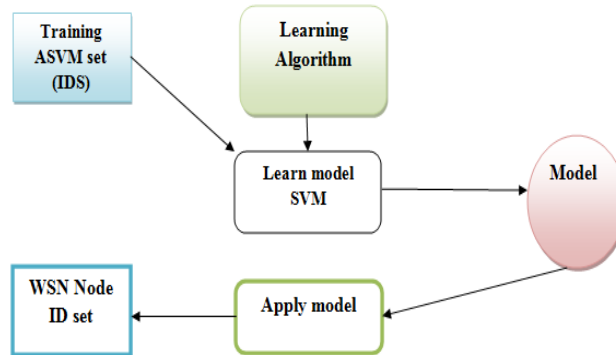 Training
ASVM set
(IDS)
Learning
Algorithm
Learn model
SVM
Model
WSN Node
ID set
Apply model